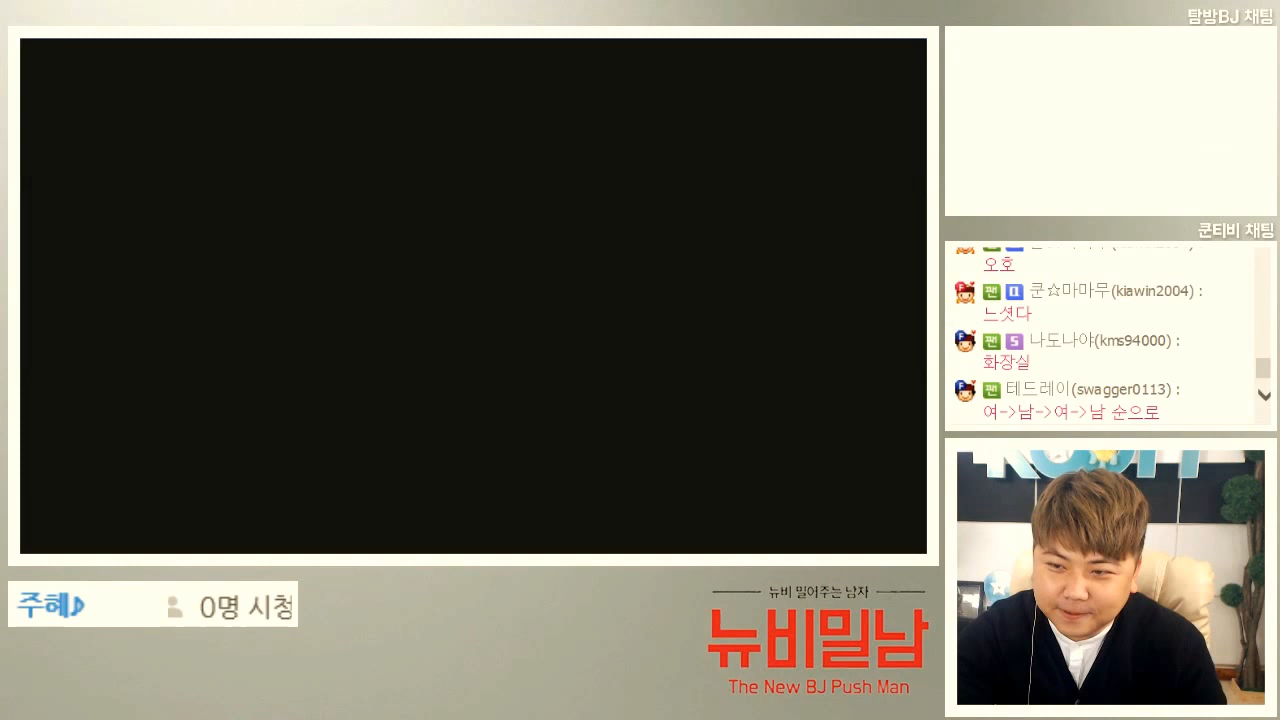 탐방BJ 채팅
쿤티비 채팅
오호
팬 쿤☆마마무(kiawin2004) :
느셧다
팬 S 나도나야(kms94000) :
화장실
팬 테드레이(swagger0113) :
여->남->여->남 순으로
주혜♪
0명 시청
뉴비 밀어주는 남자
뉴비밀남
The New BJ Push Man